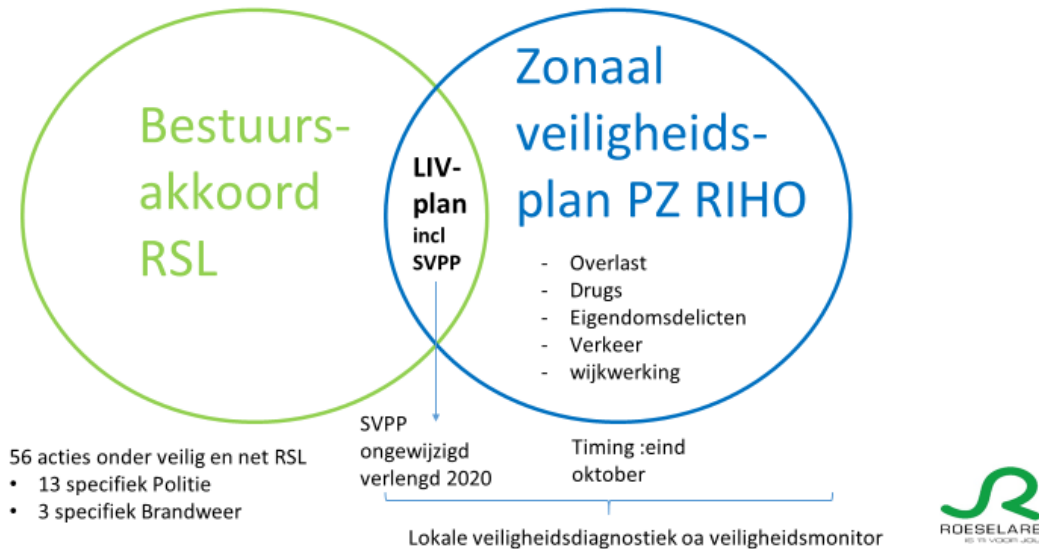 Bestuurs-
akkoord
RSL
LIV-
plan
incl
SVPP
Zonaal
veiligheids-
plan PZ RIHO
- Overlast
- Drugs
- Eigendomsdelicten
- Verkeer
- wijkwerking
56 acties onder veilig en net RSL
• 13 specifiek Politie
• 3 specifiek Brandweer
SVPP
ongewijzigd
verlengd 2020
Timing :eind
oktober
Lokale veiligheidsdiagnostiek oa veiligheidsmonitor
ROESELARE
VOOR